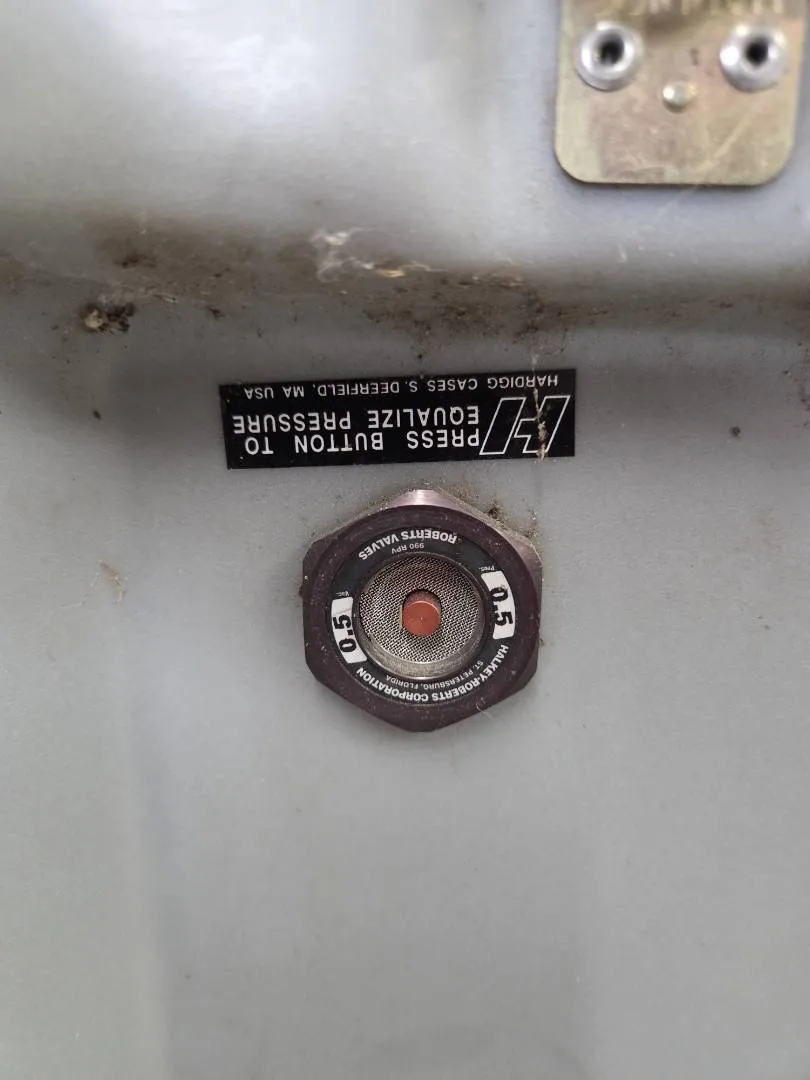 PRESS BUTTON TO
EQUALIZE PRESSURE
HARDIGG CASES, S. DEERFIELD, MA USA
HALKEY-ROBERTS CORPORATION
ST. PETERSBURG, FLORIDA
Pres. 0.5
Vac. 0.5
990 RPV
ROBERTS VALVES